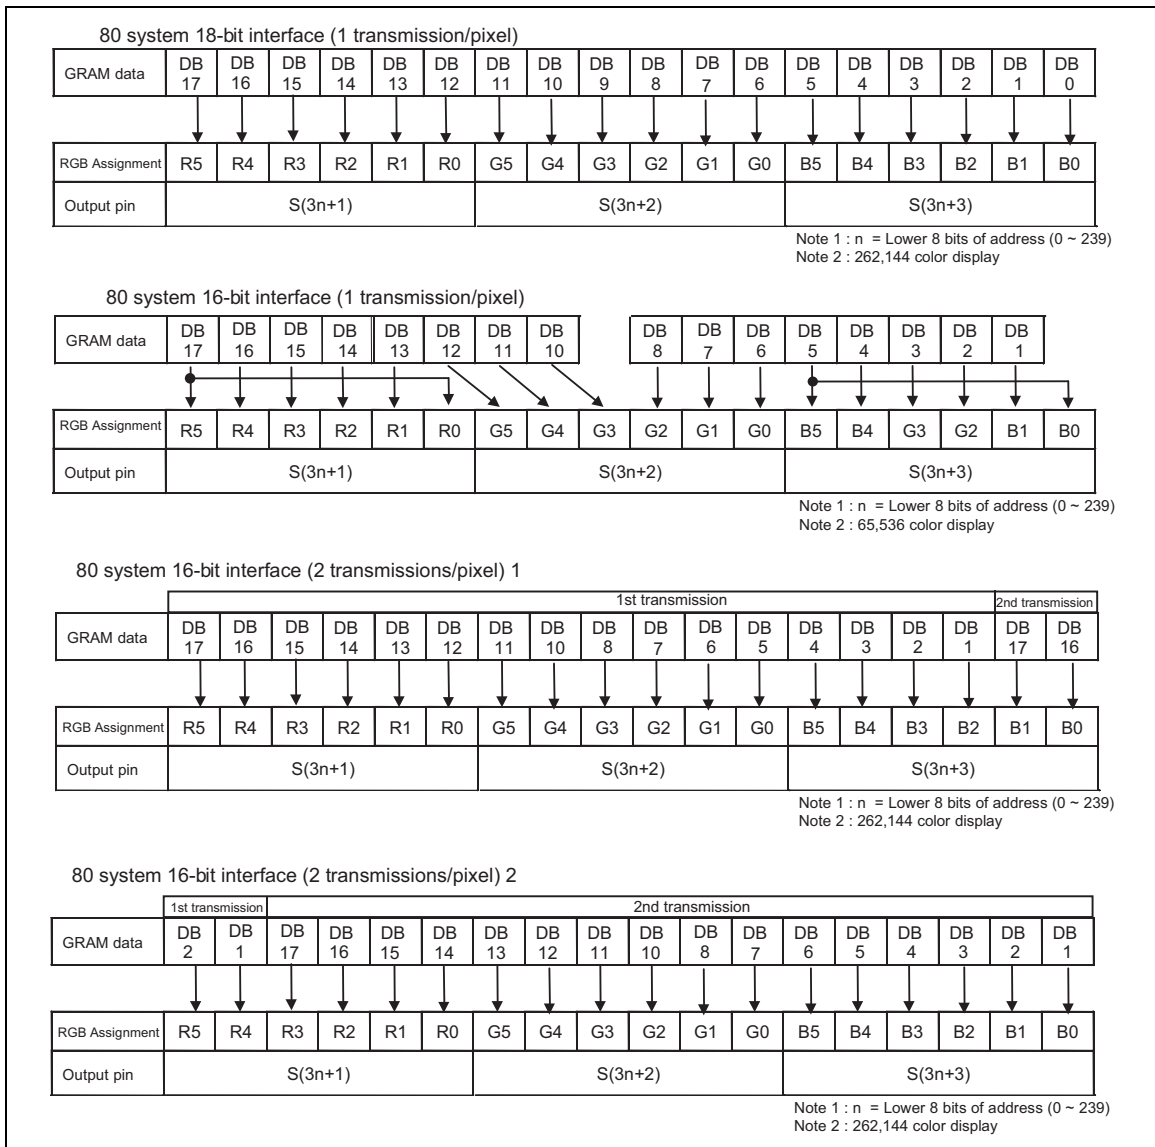 80 system 18-bit interface (1 transmission/pixel)
GRAM data DB 17 DB 16 DB 15 DB 14 DB 13 DB 12 DB 11 DB 10 DB 9 DB 8 DB 7 DB 6 DB 5 DB 4 DB 3 DB 2 DB 1 DB 0
RGB Assignment R5 R4 R3 R2 R1 R0 G5 G4 G3 G2 G1 G0 B5 B4 B3 B2 B1 B0
Output pin S(3n+1) S(3n+2) S(3n+3)
Note 1 : n = Lower 8 bits of address (0 ~ 239)
Note 2 : 262,144 color display
80 system 16-bit interface (1 transmission/pixel)
GRAM data DB 17 DB 16 DB 15 DB 14 DB 13 DB 12 DB 11 DB 10 DB 8 DB 7 DB 6 DB 5 DB 4 DB 3 DB 2 DB 1
RGB Assignment R5 R4 R3 R2 R1 R0 G5 G4 G3 G2 G1 G0 B5 B4 G3 G2 B1 B0
Output pin S(3n+1) S(3n+2) S(3n+3)
Note 1 : n = Lower 8 bits of address (0 ~ 239)
Note 2 : 65,536 color display
80 system 16-bit interface (2 transmissions/pixel) 1
1st transmission 2nd transmission
GRAM data DB 17 DB 16 DB 15 DB 14 DB 13 DB 12 DB 11 DB 10 DB 8 DB 7 DB 6 DB 5 DB 4 DB 3 DB 2 DB 1 DB 17 DB 16
RGB Assignment R5 R4 R3 R2 R1 R0 G5 G4 G3 G2 G1 G0 B5 B4 B3 B2 B1 B0
Output pin S(3n+1) S(3n+2) S(3n+3)
Note 1 : n = Lower 8 bits of address (0 ~ 239)
Note 2 : 262,144 color display
80 system 16-bit interface (2 transmissions/pixel) 2
1st transmission 2nd transmission
GRAM data DB 2 DB 1 DB 17 DB 16 DB 15 DB 14 DB 13 DB 12 DB 11 DB 10 DB 8 DB 7 DB 6 DB 5 DB 4 DB 3 DB 2 DB 1
RGB Assignment R5 R4 R3 R2 R1 R0 G5 G4 G3 G2 G1 G0 B5 B4 B3 B2 B1 B0
Output pin S(3n+1) S(3n+2) S(3n+3)
Note 1 : n = Lower 8 bits of address (0 ~ 239)
Note 2 : 262,144 color display